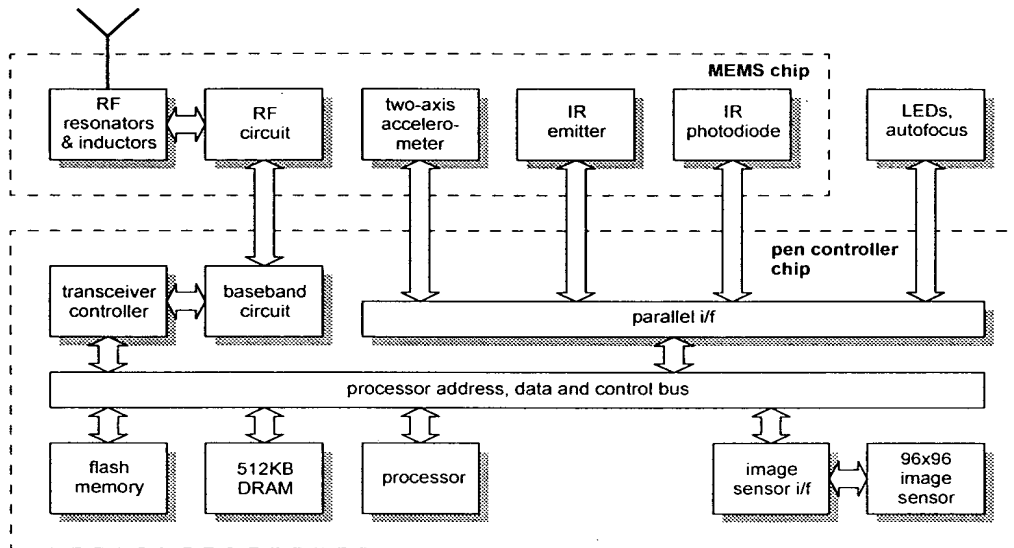 MEMS chip
RF
resonators
& inductors
RF
circuit
two-axis
accelero-
meter
IR
emitter
IR
photodiode
LEDs,
autofocus
pen controller
chip
transceiver
controller
baseband
circuit
parallel i/f
processor address, data and control bus
flash
memory
512KB
DRAM
processor
image
sensor i/f
96x96
image
sensor